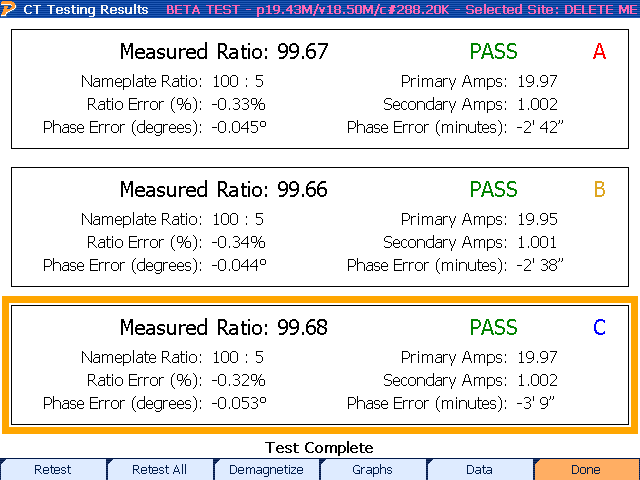 CT Testing Results BETA TEST - p19.43M/v18.50M/c#288.20K - Selected Site: DELETE ME
Measured Ratio: 99.67 PASS A
Nameplate Ratio: 100 : 5 Primary Amps: 19.97
Ratio Error (%): -0.33% Secondary Amps: 1.002
Phase Error (degrees): -0.045° Phase Error (minutes): -2' 42”
Measured Ratio: 99.66 PASS B
Nameplate Ratio: 100 : 5 Primary Amps: 19.95
Ratio Error (%): -0.34% Secondary Amps: 1.001
Phase Error (degrees): -0.044° Phase Error (minutes): -2' 38”
Measured Ratio: 99.68 PASS C
Nameplate Ratio: 100 : 5 Primary Amps: 19.97
Ratio Error (%): -0.32% Secondary Amps: 1.002
Phase Error (degrees): -0.053° Phase Error (minutes): -3' 9”
Test Complete
Retest Retest All Demagnetize Graphs Data Done